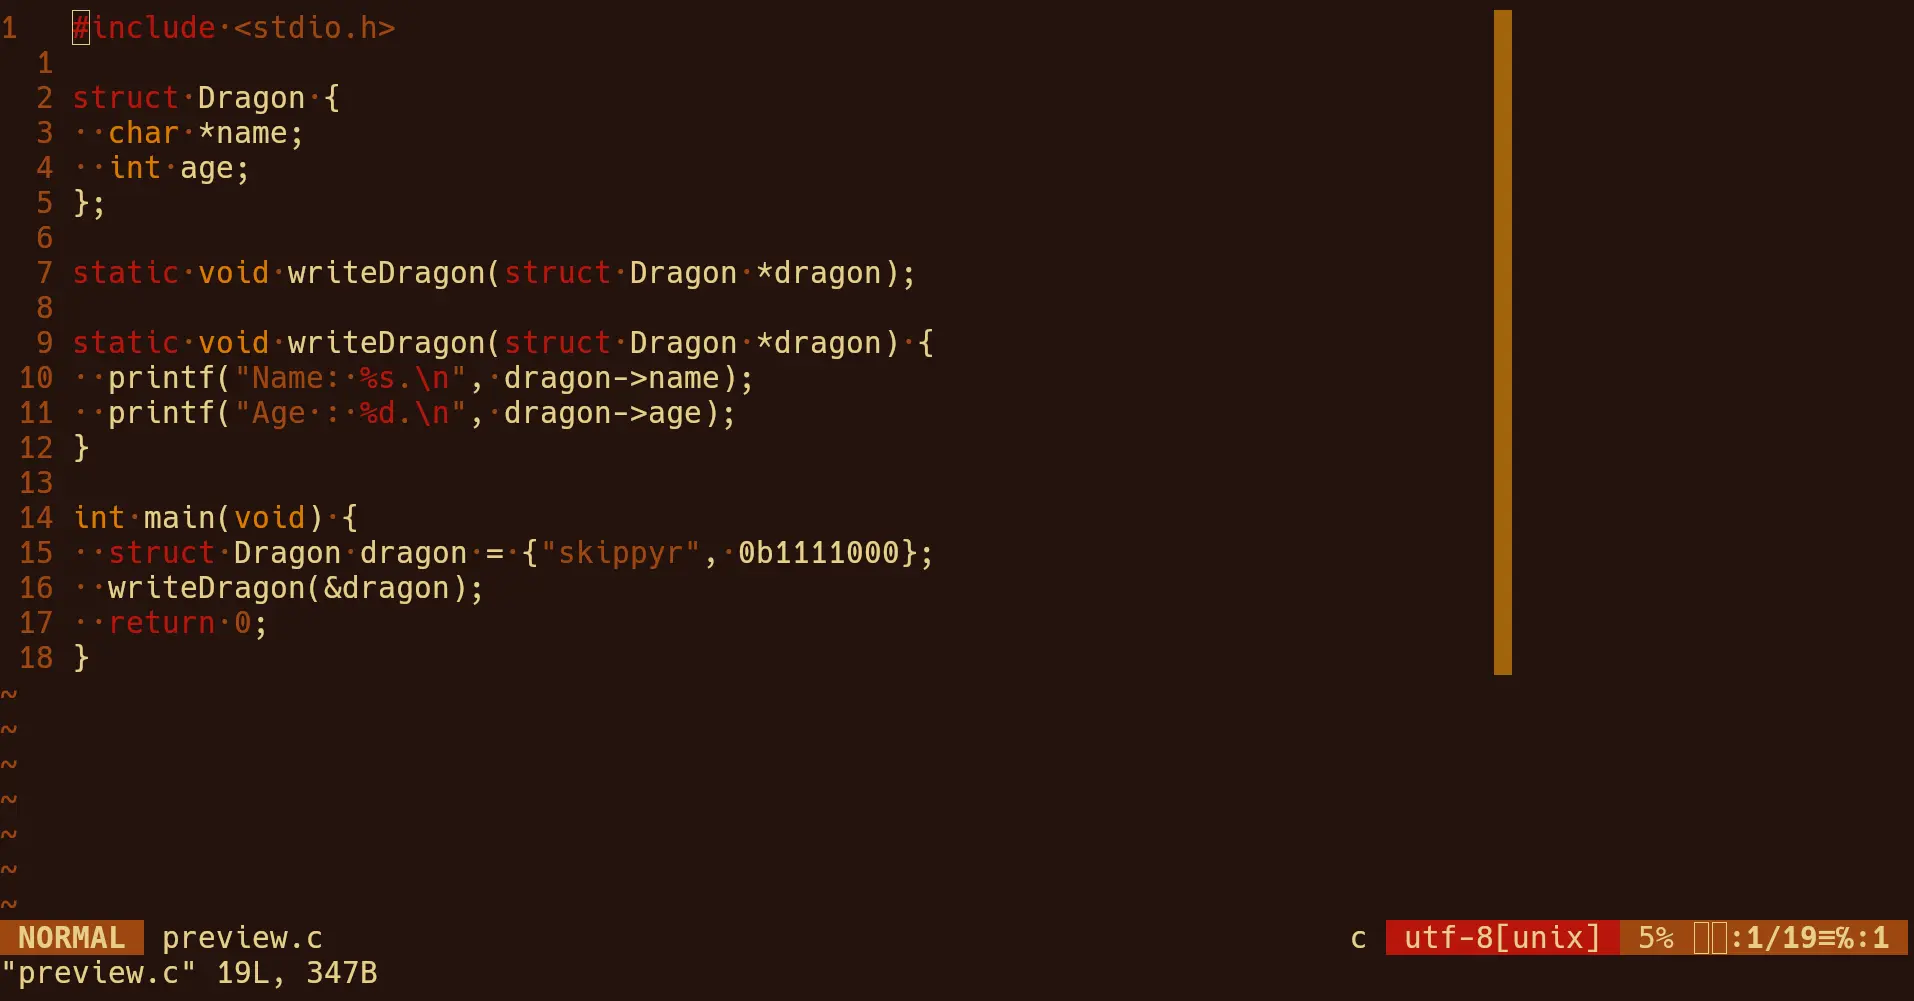 1   #include·<stdio.h>
  1
  2 struct·Dragon·{
  3 ··char·*name;
  4 ··int·age;
  5 };
  6
  7 static·void·writeDragon(struct·Dragon·*dragon);
  8
  9 static·void·writeDragon(struct·Dragon·*dragon)·{
 10 ··printf("Name:·%s.\n",·dragon->name);
 11 ··printf("Age·:·%d.\n",·dragon->age);
 12 }
 13
 14 int·main(void)·{
 15 ··struct·Dragon·dragon·=·{"skippyr",·0b1111000};
 16 ··writeDragon(&dragon);
 17 ··return·0;
 18 }
~
~
~
~
~
~
~
NORMAL preview.c c utf-8[unix] 5% :1/19≡℅:1
"preview.c" 19L, 347B